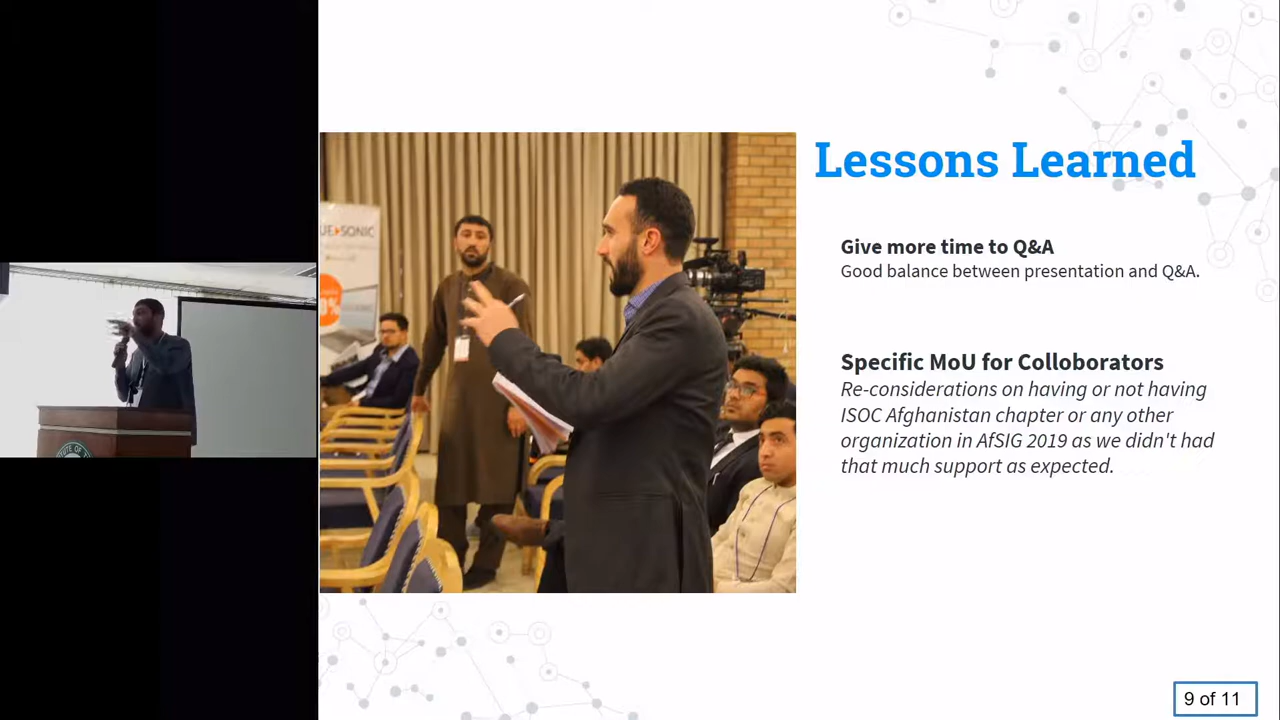 Lessons Learned
Give more time to Q&A
Good balance between presentation and Q&A.
Specific MoU for Colloborators
Re-considerations on having or not having
ISOC Afghanistan chapter or any other
organization in AfSIG 2019 as we didn't had
that much support as expected.
9 of 11